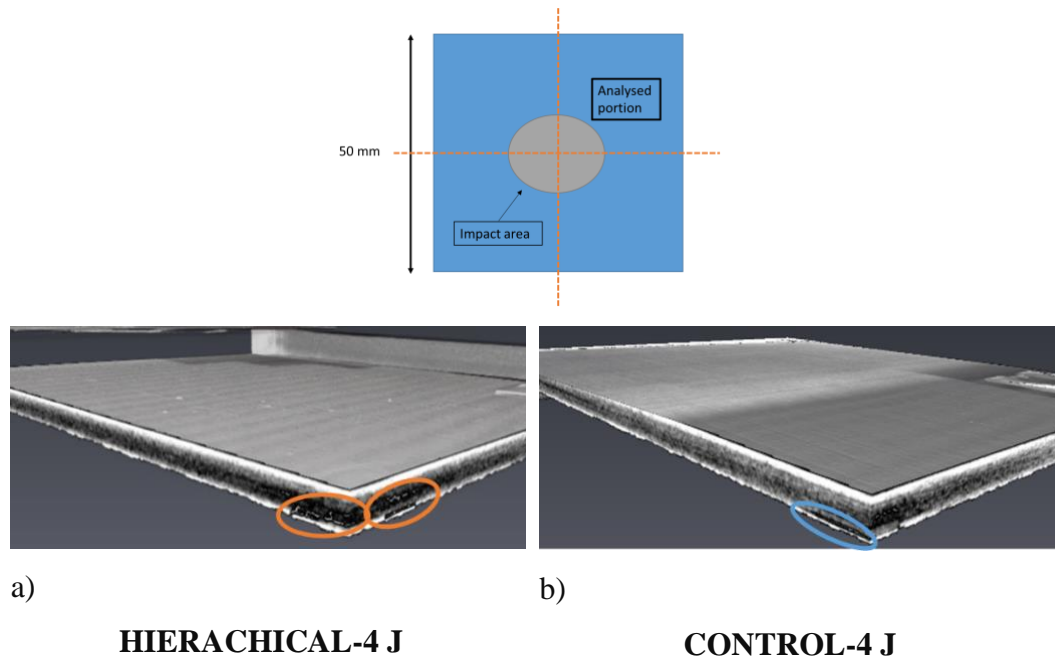 Analysed
portion
50 mm
Impact area
a)
b)
HIERACHICAL-4 J
CONTROL-4 J